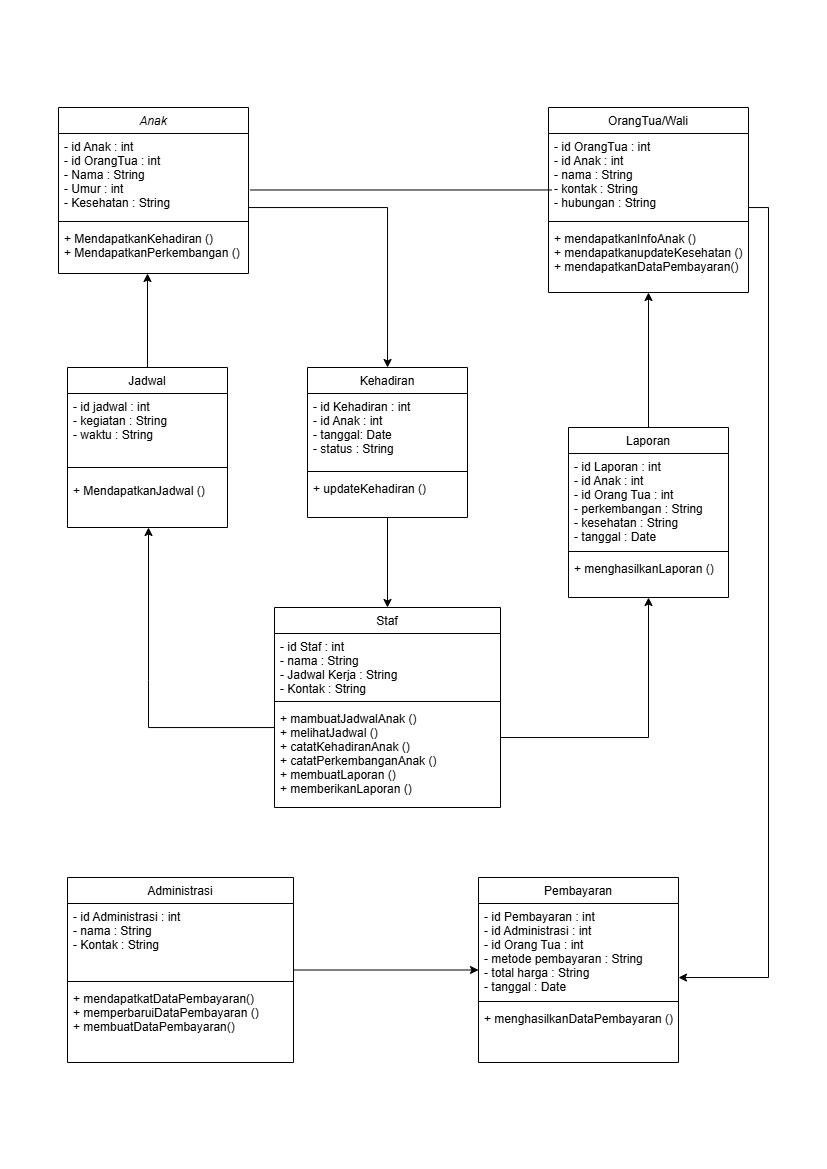 Anak
- id Anak : int
- id OrangTua : int
- Nama : String
- Umur : int
- Kesehatan : String
+ MendapatkanKehadiran ()
+ MendapatkanPerkembangan ()
OrangTua/Wali
- id OrangTua : int
- id Anak : int
- nama : String
- kontak : String
- hubungan : String
+ mendapatkanInfoAnak ()
+ mendapatkanupdateKesehatan ()
+ mendapatkanDataPembayaran()
Jadwal
- id jadwal : int
- kegiatan : String
- waktu : String
+ MendapatkanJadwal ()
Kehadiran
- id Kehadiran : int
- id Anak : int
- tanggal: Date
- status : String
+ updateKehadiran ()
Laporan
- id Laporan : int
- id Anak : int
- id Orang Tua : int
- perkembangan : String
- kesehatan : String
- tanggal : Date
+ menghasilkanLaporan ()
Staf
- id Staf : int
- nama : String
- Jadwal Kerja : String
- Kontak : String
+ mambuatJadwalAnak ()
+ melihatJadwal ()
+ catatKehadiranAnak ()
+ catatPerkembanganAnak ()
+ membuatLaporan ()
+ memberikanLaporan ()
Administrasi
- id Administrasi : int
- nama : String
- Kontak : String
+ mendapatkatDataPembayaran()
+ memperbaruiDataPembayaran ()
+ membuatDataPembayaran()
Pembayaran
- id Pembayaran : int
- id Administrasi : int
- id Orang Tua : int
- metode pembayaran : String
- total harga : String
- tanggal : Date
+ menghasilkanDataPembayaran ()